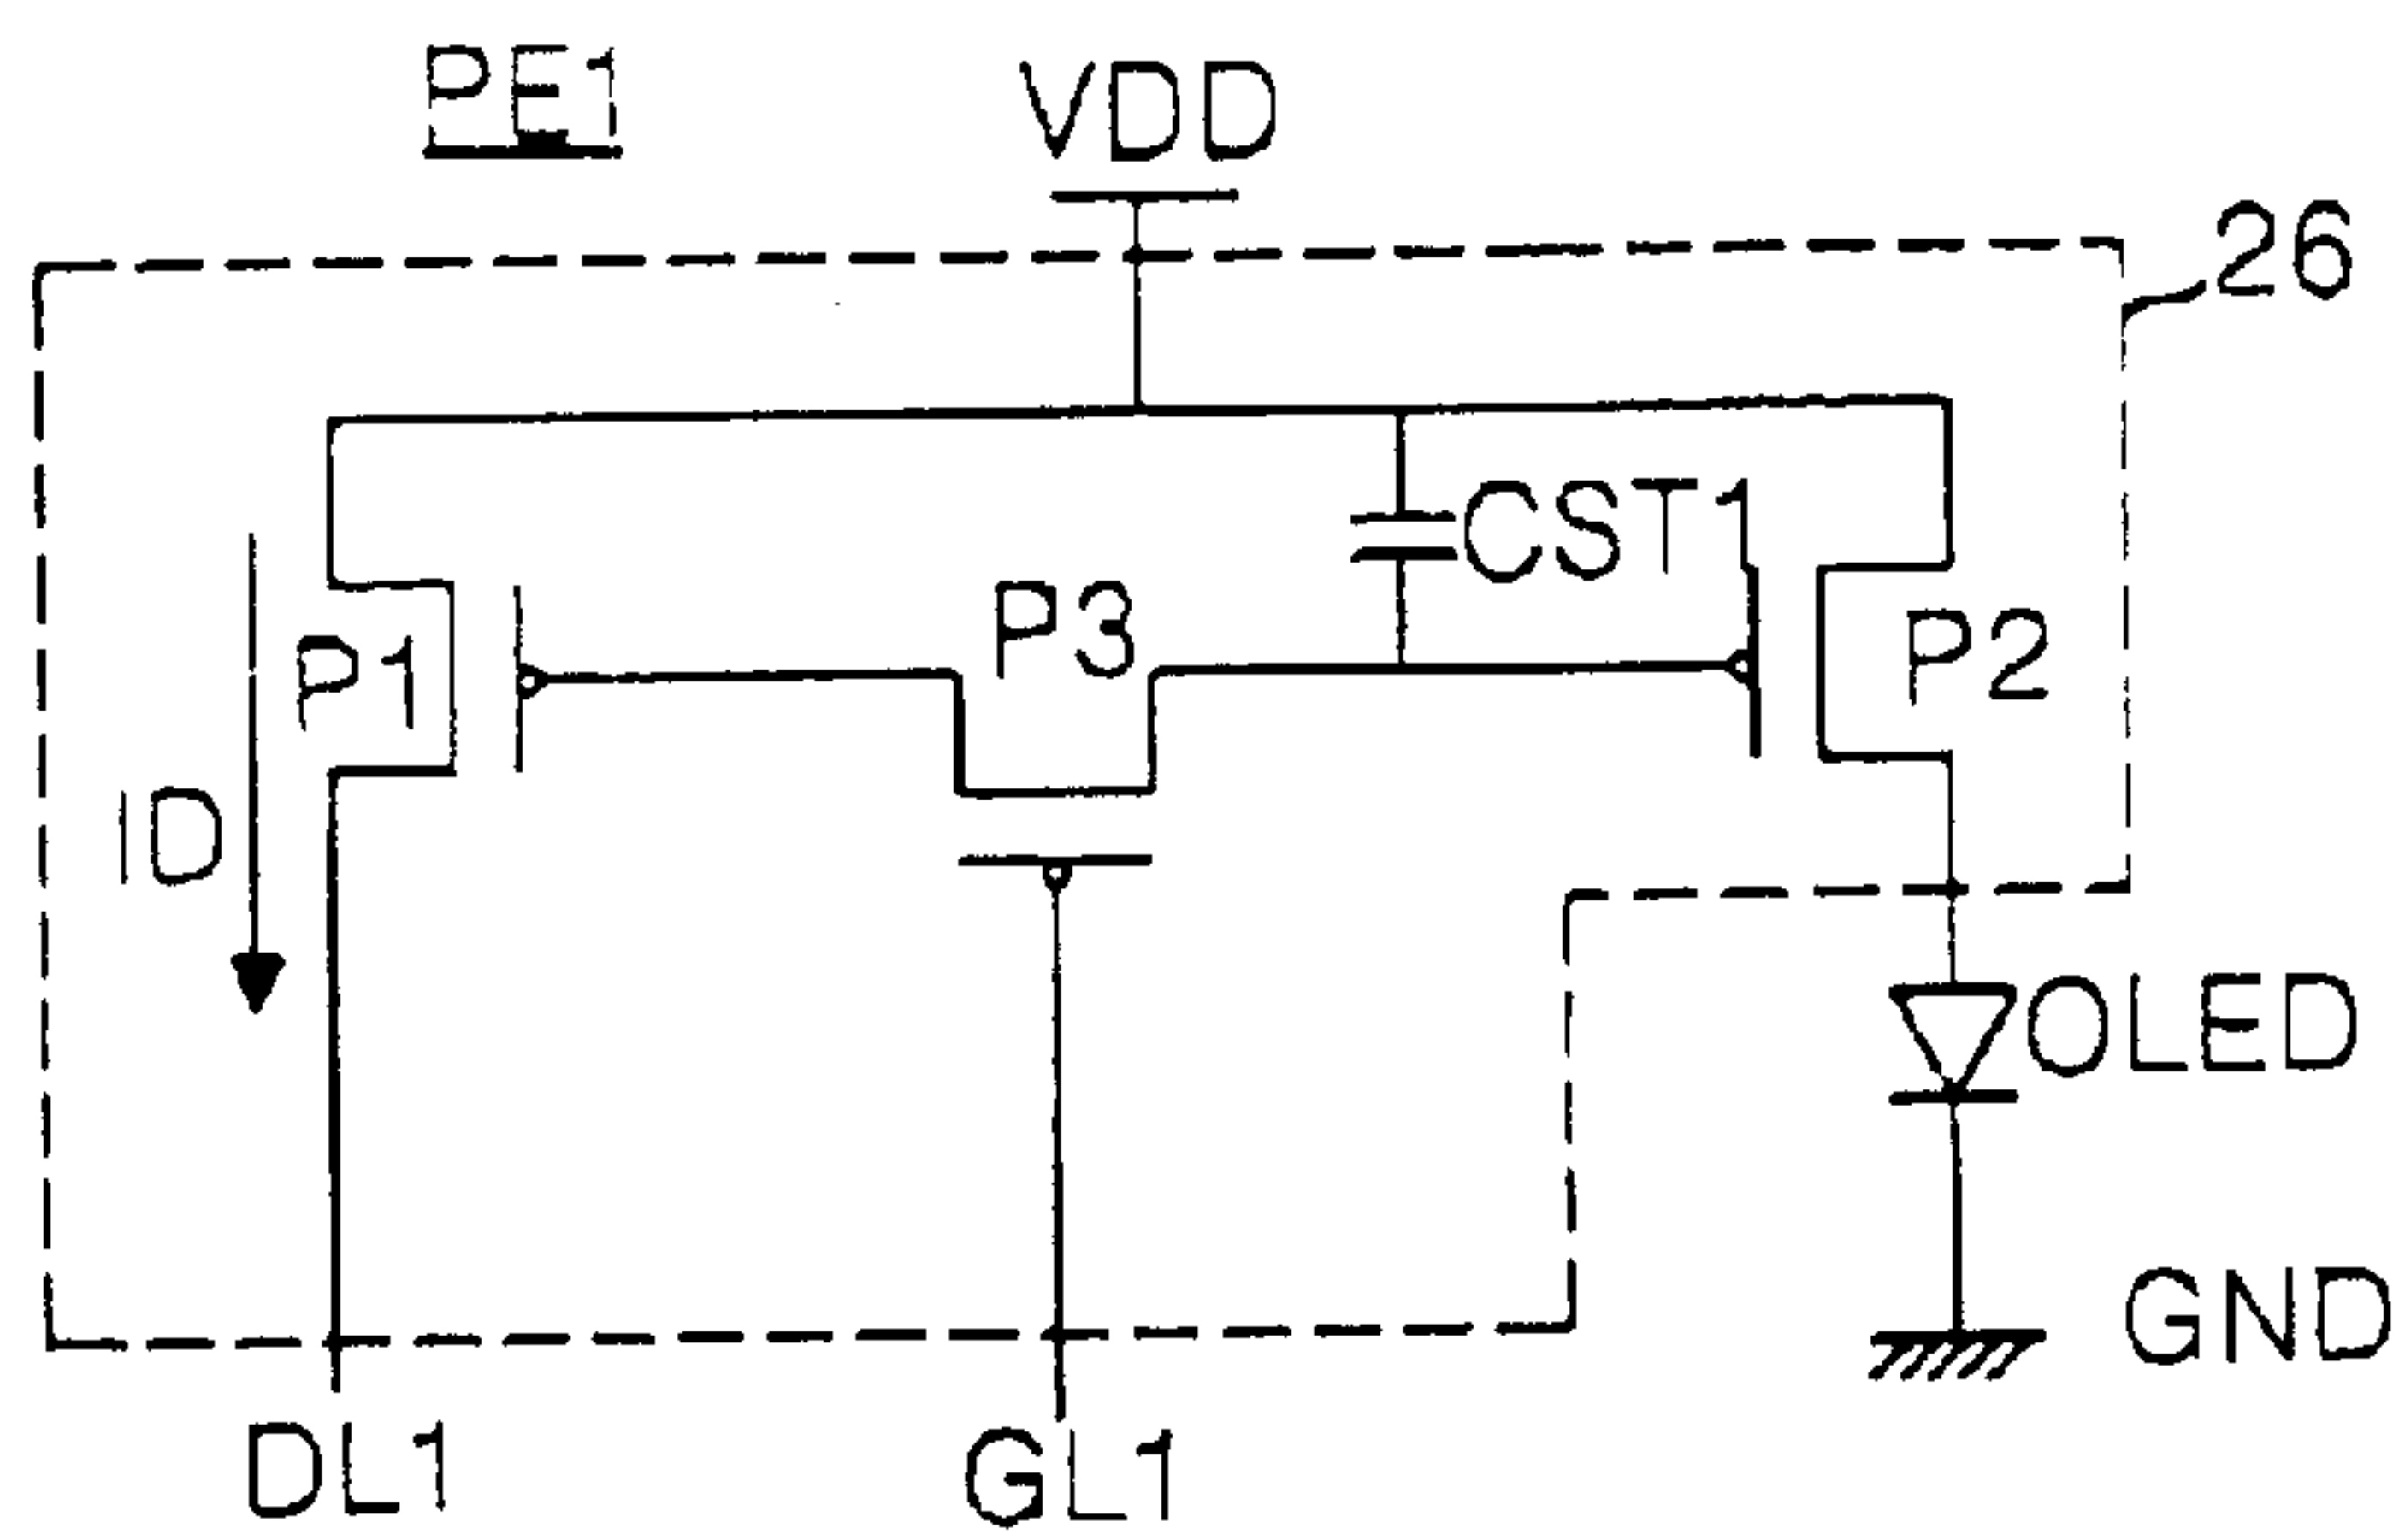 PE1
VDD
26
CST1
P3
P1
P2
ID
OLED
GND
DL1
GL1